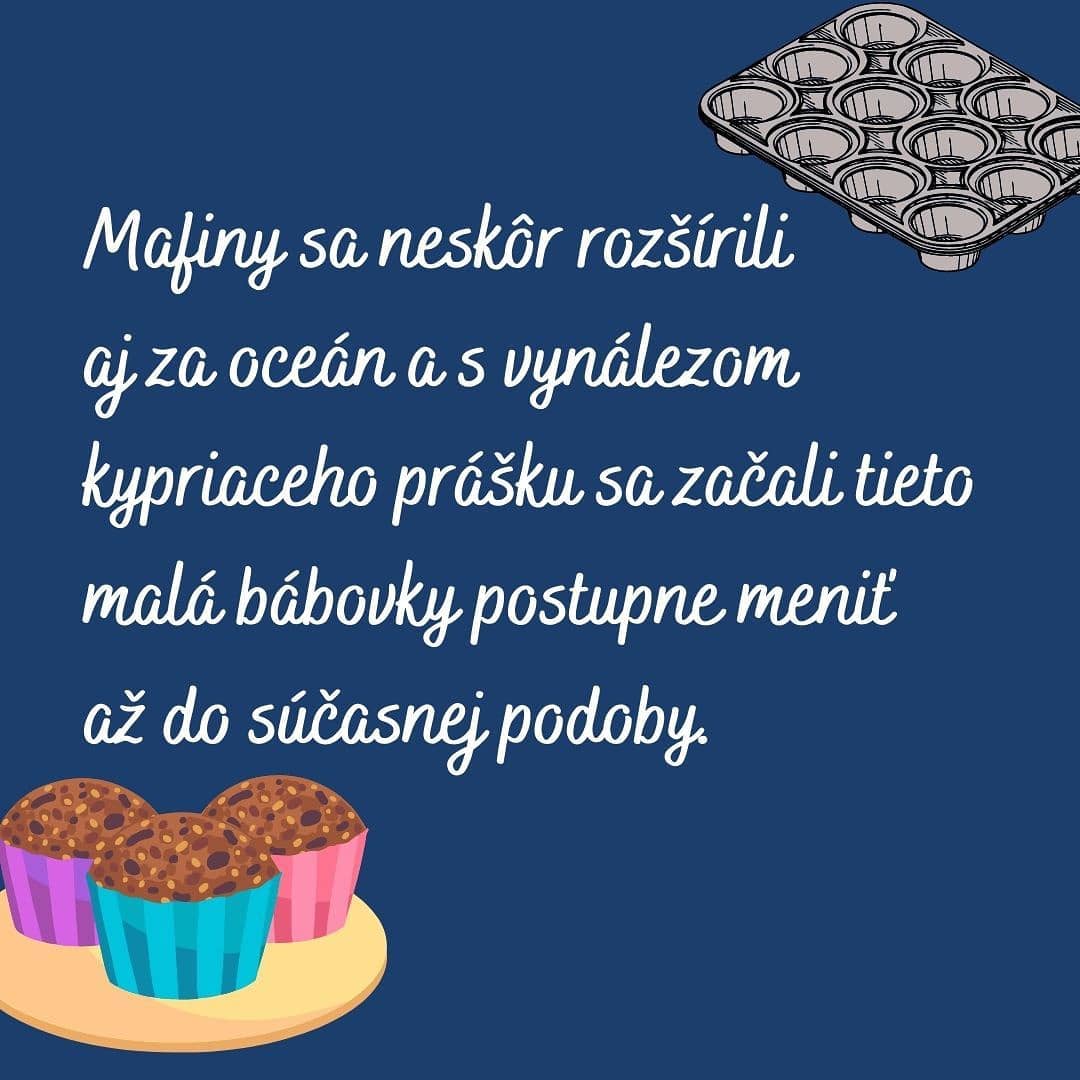 Mafiny sa neskôr rozšírili
aj za oceán a s vynálezom
kypriaceho prášku sa začali tieto
malá bábovky postupne meniť
až do súčasnej podoby.